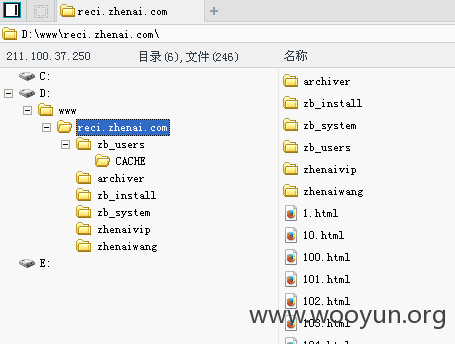 reci.zhenai.com
D:\www\reci.zhenai.com\
211.100.37.250 目录(6),文件(246) 名称
C:
D:
www
reci.zhenai.com
zb_users
CACHE
archiver
zb_install
zb_system
zhenaivip
zhenaiwang
E:
archiver
zb_install
zb_system
zb_users
zhenaivip
zhenaiwang
1.html
10.html
100.html
101.html
102.html
103.html
104.html
www.wooyun.org